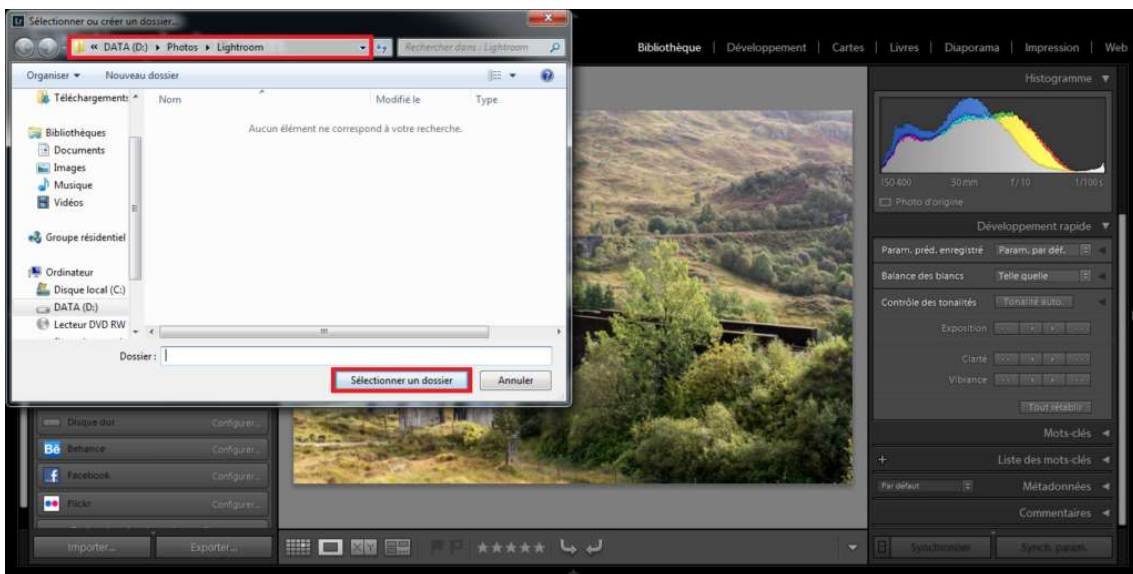 Sélectionner ou créer un dossier...
« DATA (D:) Photos Lightroom
Rechercher dans : Lightroom
Organiser
Nouveau dossier
Nom
Modifié le
Type
Aucun élément ne correspond à votre recherche.
Téléchargements
Bibliothèques
Documents
Images
Musique
Vidéos
Groupe résidentiel
Ordinateur
Disque local (C:)
DATA (D:)
Lecteur DVD RW
Dossier :
Sélectionner un dossier
Annuler
Bibliothèque | Développement | Cartes | Livres | Diaporama | Impression | Web
Histogramme
ISO 400 30 mm f / 10 1/100 s
Photo d'origine
Développement rapide
Param. préd. enregistré Param. par déf.
Balance des blancs Telle quelle
Contrôle des tonalités Tonalité auto.
Exposition
Clarté
Vibrance
Tout rétablir
Mots-clés
+ Liste des mots-clés
Par défaut Métadonnées
Commentaires
Disque dur Configurer...
Bē Behance Configurer...
f Facebook Configurer...
Flickr Configurer...
Importer... Exporter...
XY
Synchroniser Synch. param.